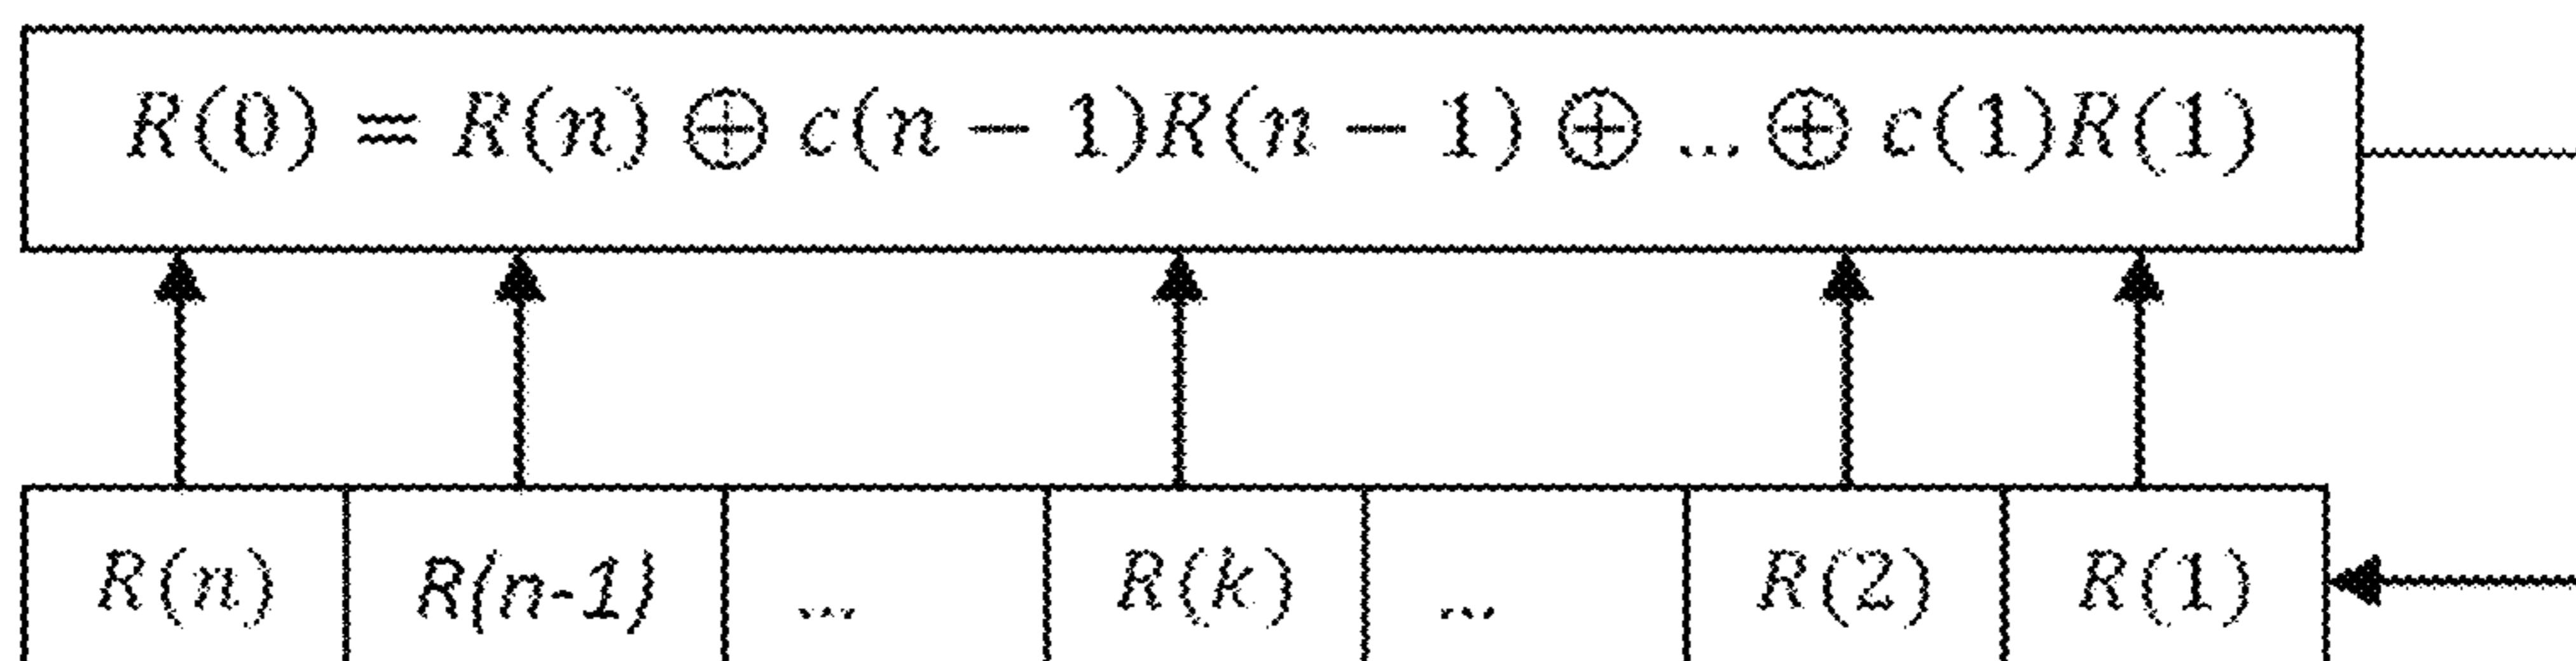 R(0) = R(n) ⊕ c(n − 1)R(n − 1) ⊕ ... ⊕ c(1)R(1)
R(n) R(n-1) ... R(k) ... R(2) R(1)